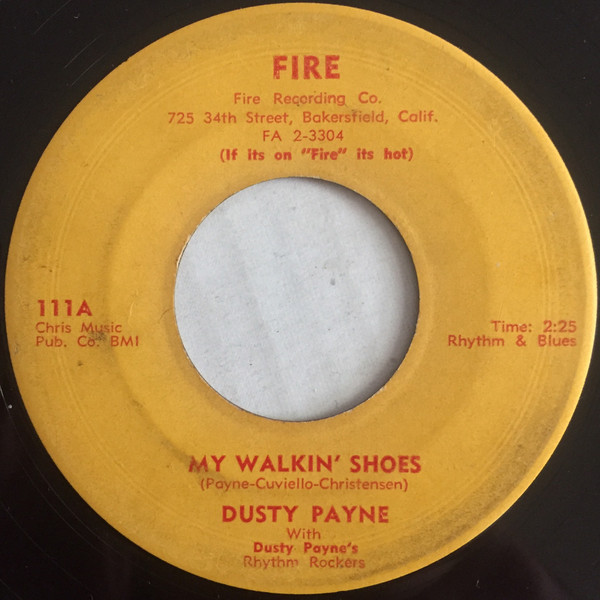 FIRE
Fire Recording Co.
725 34th Street, Bakersfield, Calif.
FA 2-3304
(If its on "Fire" its hot)
111A
Chris Music
Pub. Co. BMI
Time: 2:25
Rhythm & Blues
MY WALKIN' SHOES
(Payne-Cuviello-Christensen)
DUSTY PAYNE
With
Dusty Payne's
Rhythm Rockers